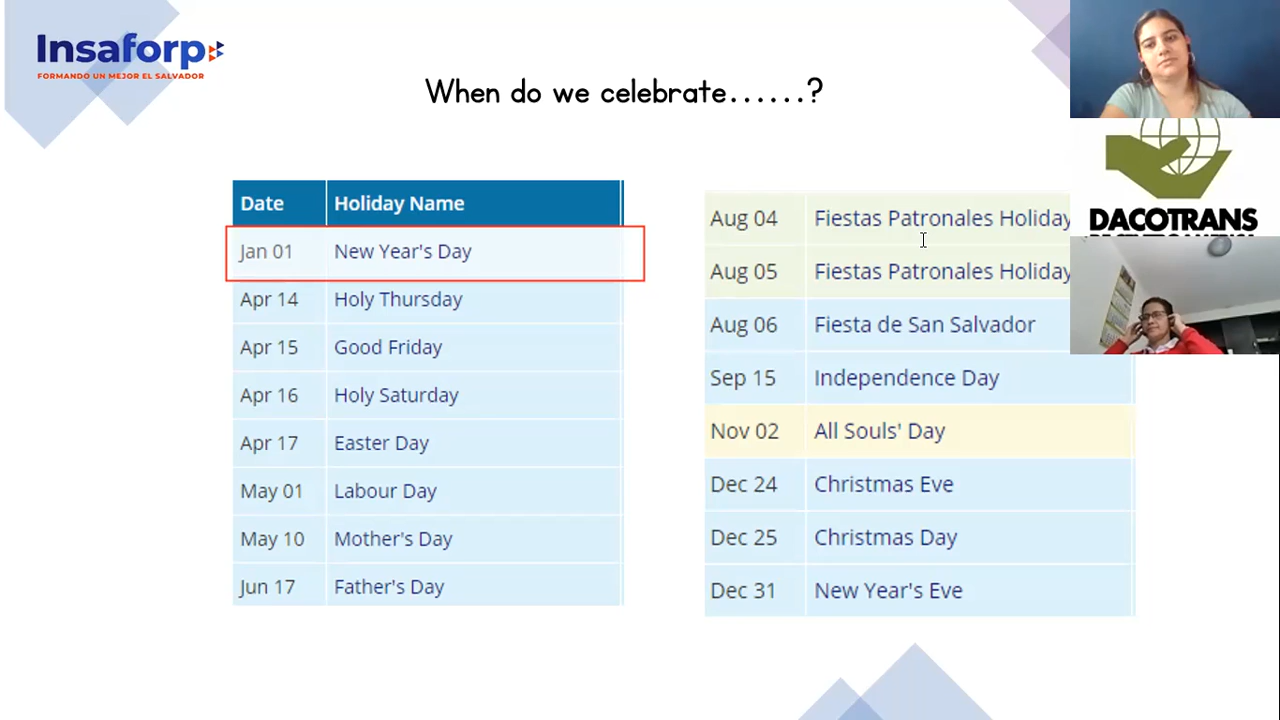 Insaforp
FORMANDO UN MEJOR EL SALVADOR
When do we celebrate......?
Date Holiday Name
Jan 01 New Year's Day
Apr 14 Holy Thursday
Apr 15 Good Friday
Apr 16 Holy Saturday
Apr 17 Easter Day
May 01 Labour Day
May 10 Mother's Day
Jun 17 Father's Day
Aug 04 Fiestas Patronales Holiday
Aug 05 Fiestas Patronales Holiday
Aug 06 Fiesta de San Salvador
Sep 15 Independence Day
Nov 02 All Souls' Day
Dec 24 Christmas Eve
Dec 25 Christmas Day
Dec 31 New Year's Eve
DACOTRANS